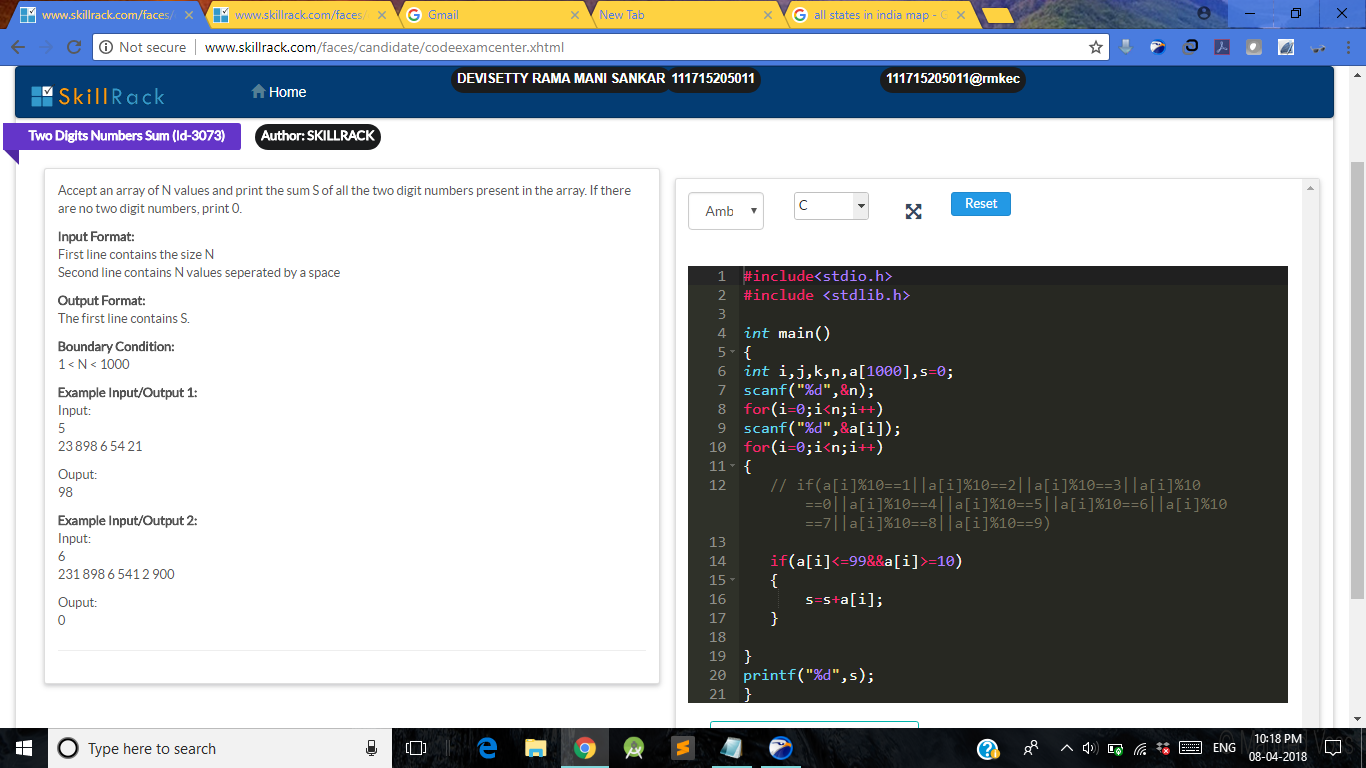 www.skillrack.com/faces/
www.skillrack.com/faces/
Gmail
New Tab
all states in india map - G
Not secure
www.skillrack.com/faces/candidate/codeexamcenter.xhtml
SkillRack
Home
DEVISETTY RAMA MANI SANKAR 111715205011
111715205011@rmkec
Two Digits Numbers Sum (Id-3073)
Author: SKILLRACK
Accept an array of N values and print the sum S of all the two digit numbers present in the array. If there
are no two digit numbers, print 0.
Input Format:
First line contains the size N
Second line contains N values seperated by a space
Output Format:
The first line contains S.
Boundary Condition:
1 < N < 1000
Example Input/Output 1:
Input:
5
23 898 6 54 21
Ouput:
98
Example Input/Output 2:
Input:
6
231 898 6 541 2 900
Ouput:
0
Amb
C
Reset
1 #include<stdio.h>
2 #include <stdlib.h>
3
4 int main()
5 {
6 int i,j,k,n,a[1000],s=0;
7 scanf("%d",&n);
8 for(i=0;i<n;i++)
9 scanf("%d",&a[i]);
10 for(i=0;i<n;i++)
11 {
12 // if(a[i]%10==1||a[i]%10==2||a[i]%10==3||a[i]%10
==0||a[i]%10==4||a[i]%10==5||a[i]%10==6||a[i]%10
==7||a[i]%10==8||a[i]%10==9)
13
14 if(a[i]<=99&&a[i]>=10)
15 {
16 s=s+a[i];
17 }
18
19 }
20 printf("%d",s);
21 }
Type here to search
ENG
10:18 PM
08-04-2018